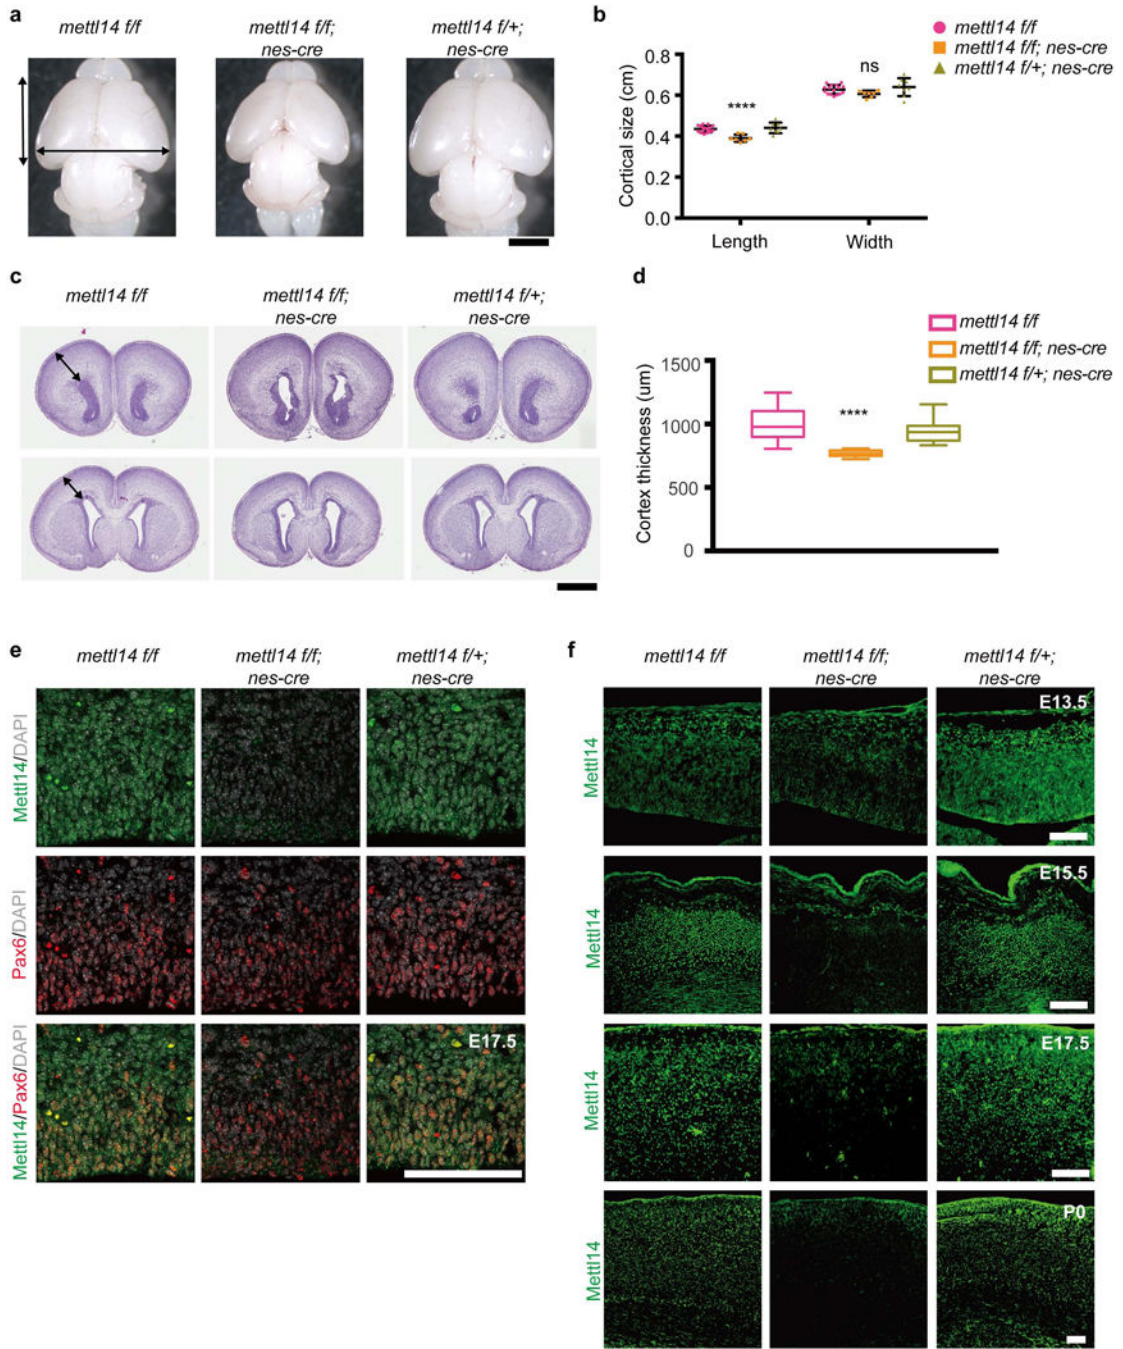 a
mettl14 f/f
mettl14 f/f;
nes-cre
mettl14 f/+;
nes-cre
b
mettl14 f/f
mettl14 f/f; nes-cre
mettl14 f/+; nes-cre
Cortical size (cm)
0.8
0.6
0.4
0.2
0.0
****
ns
Length
Width
c
mettl14 f/f
mettl14 f/f;
nes-cre
mettl14 f/+;
nes-cre
d
mettl14 f/f
mettl14 f/f; nes-cre
mettl14 f/+; nes-cre
Cortex thickness (um)
1500
1000
500
0
****
e
mettl14 f/f
mettl14 f/f;
nes-cre
mettl14 f/+;
nes-cre
Mettl14/DAPI
Pax6/DAPI
Mettl14/Pax6/DAPI
E17.5
f
mettl14 f/f
mettl14 f/f;
nes-cre
mettl14 f/+;
nes-cre
Mettl14
E13.5
Mettl14
E15.5
Mettl14
E17.5
Mettl14
P0